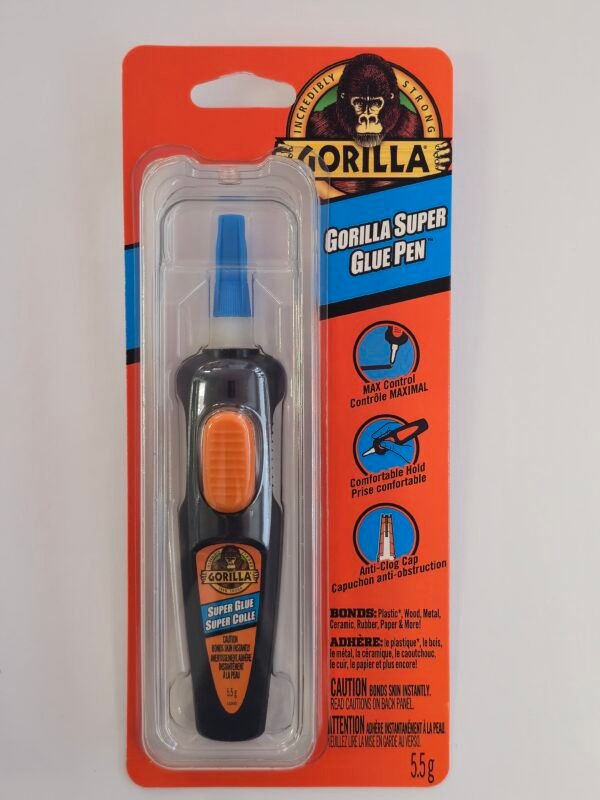 INCREDIBLY STRONG
GORILLA
GORILLA SUPER
GLUE PEN™
MAX Control
Contrôle MAXIMAL
Comfortable Hold
Prise confortable
Anti-Clog Cap
Capuchon anti-obstruction
GORILLA
SUPER GLUE
SUPER COLLE
CAUTION
BONDS SKIN INSTANTLY.
AVERTISSEMENT, ADHÈRE
INSTANTANÉMENT
À LA PEAU
5.5 g
BONDS: Plastic*, Wood, Metal,
Ceramic, Rubber, Paper & More!
ADHÈRE: le plastique*, le bois,
le métal, la céramique, le caoutchouc,
le cuir, le papier et plus encore!
CAUTION BONDS SKIN INSTANTLY.
READ CAUTIONS ON BACK PANEL.
ATTENTION ADHÈRE INSTANTANÉMENT À LA PEAU
VEUILLEZ LIRE LA MISE EN GARDE AU VERSO.
5.5 g